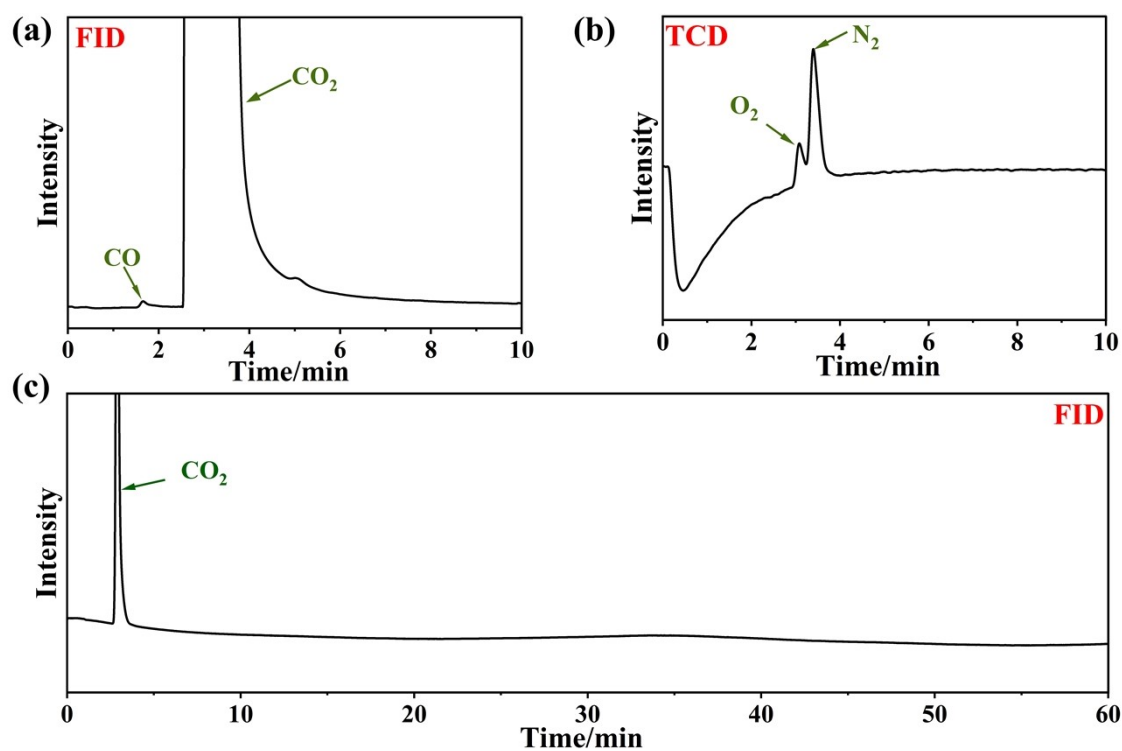 (a)
FID
CO₂
CO
Intensity
0 2 4 6 8 10
Time/min
(b)
TCD
N₂
O₂
Intensity
0 2 4 6 8 10
Time/min
(c)
FID
CO₂
Intensity
0 10 20 30 40 50 60
Time/min